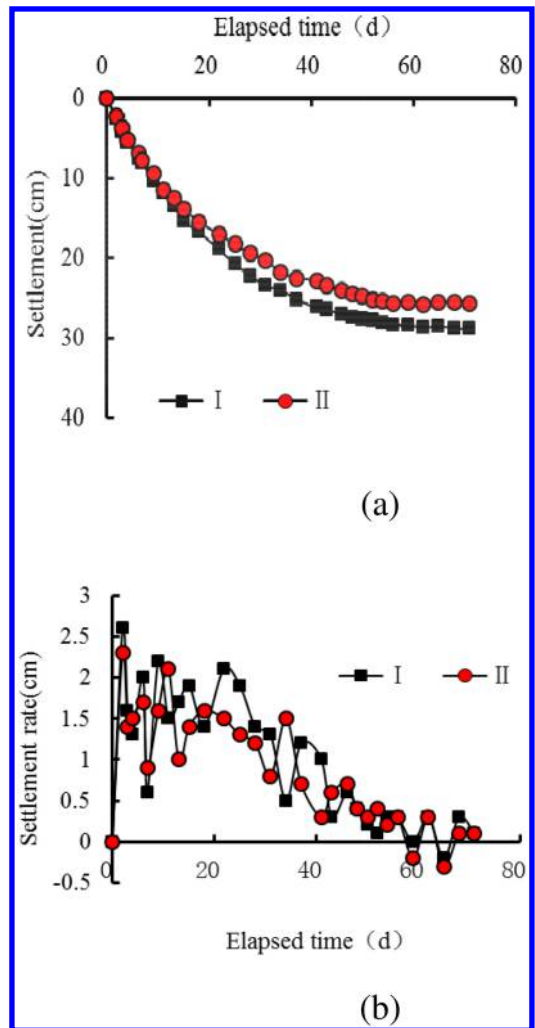 Elapsed time（d）
0 20 40 60 80
0
10
20
30
40
Settlement(cm)
I II
(a)
3
2.5
2
1.5
1
0.5
0
-0.5
Settlement rate(cm)
I II
0 20 40 60 80
Elapsed time（d）
(b)